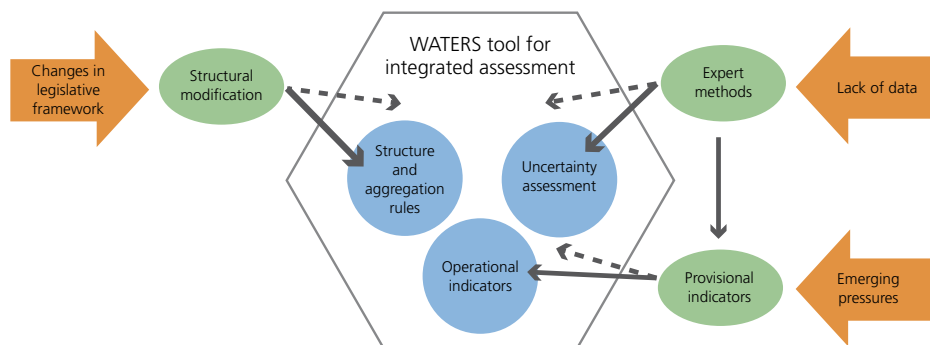 WATERS tool for
integrated assessment
Changes in
legislative
framework
Structural
modification
Expert
methods
Lack of data
Structure
and
aggregation
rules
Uncertainty
assessment
Operational
indicators
Provisional
indicators
Emerging
pressures